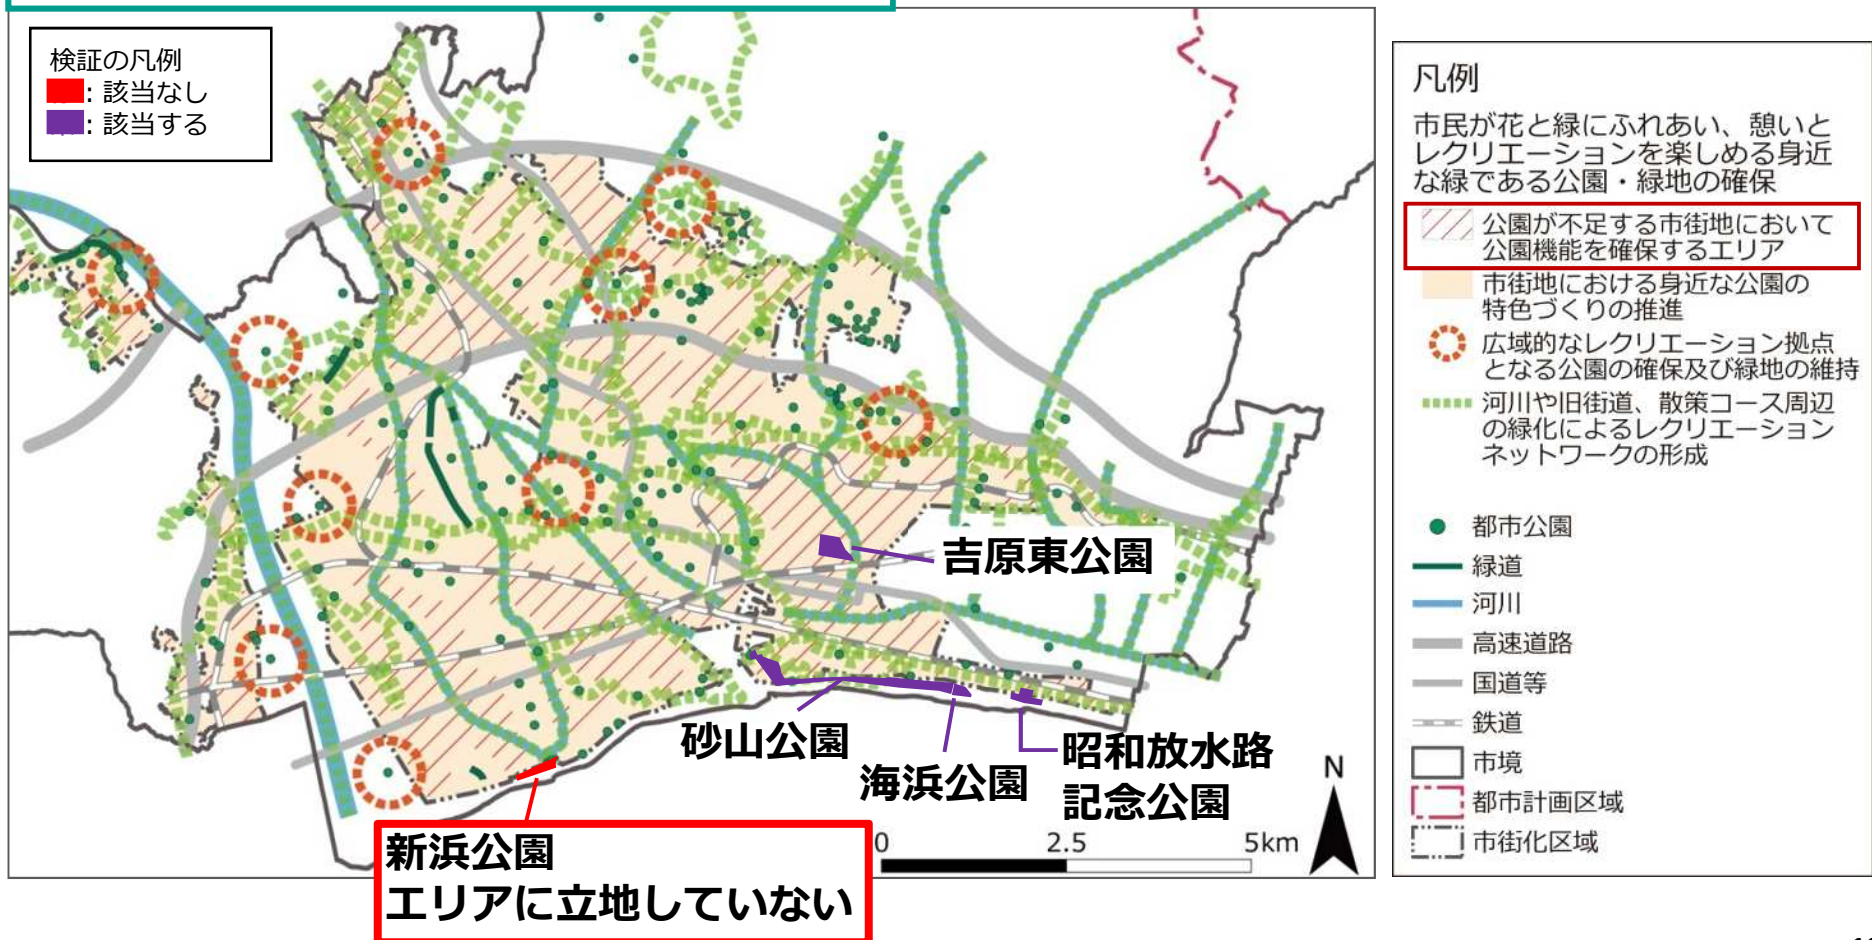 検証の凡例
: 該当なし
: 該当する
吉原東公園
砂山公園
海浜公園
昭和放水路
記念公園
新浜公園
エリアに立地していない
N
0 2.5 5km
凡例
市民が花と緑にふれあい、憩いと
レクリエーションを楽しめる身近
な緑である公園・緑地の確保
公園が不足する市街地において
公園機能を確保するエリア
市街地における身近な公園の
特色づくりの推進
広域的なレクリエーション拠点
となる公園の確保及び緑地の維持
河川や旧街道、散策コース周辺
の緑化によるレクリエーション
ネットワークの形成
都市公園
緑道
河川
高速道路
国道等
鉄道
市境
都市計画区域
市街化区域